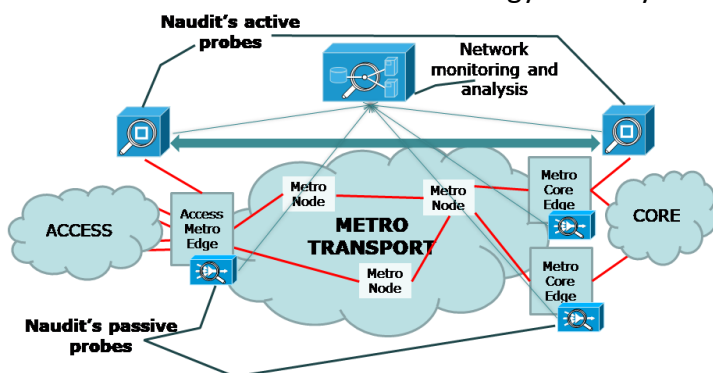 Naudit's active
probes
Network
monitoring and
analysis
Metro
Node
Metro
Node
Metro
Core
Edge
ACCESS
Access
Metro
Edge
METRO
TRANSPORT
CORE
Metro
Node
Metro
Core
Edge
Naudit's passive
probes